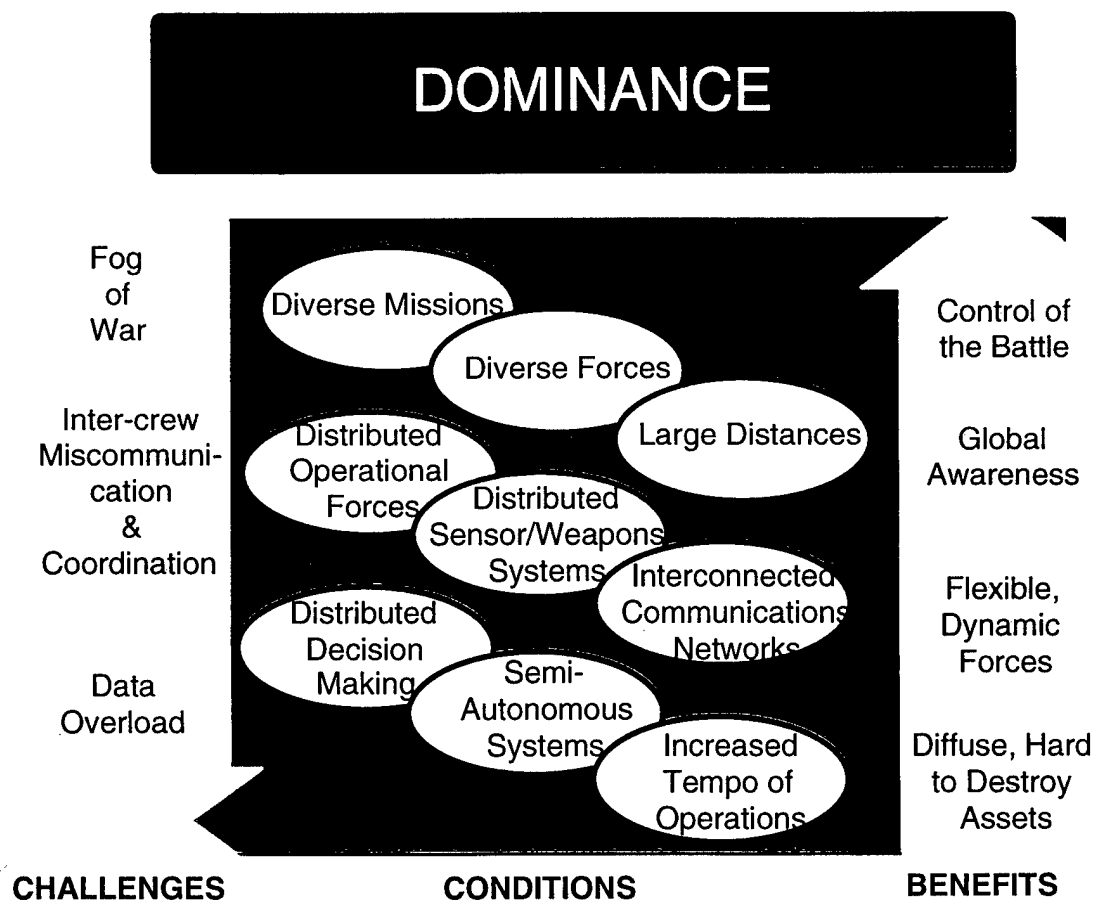 DOMINANCE
Fog
of
War
Inter-crew
Miscommuni-
cation
&
Coordination
Data
Overload
Diverse Missions
Diverse Forces
Large Distances
Distributed
Operational
Forces
Distributed
Sensor/Weapons
Systems
Interconnected
Communications
Networks
Distributed
Decision
Making
Semi-
Autonomous
Systems
Increased
Tempo of
Operations
Control of
the Battle
Global
Awareness
Flexible,
Dynamic
Forces
Diffuse, Hard
to Destroy
Assets
CHALLENGES
CONDITIONS
BENEFITS